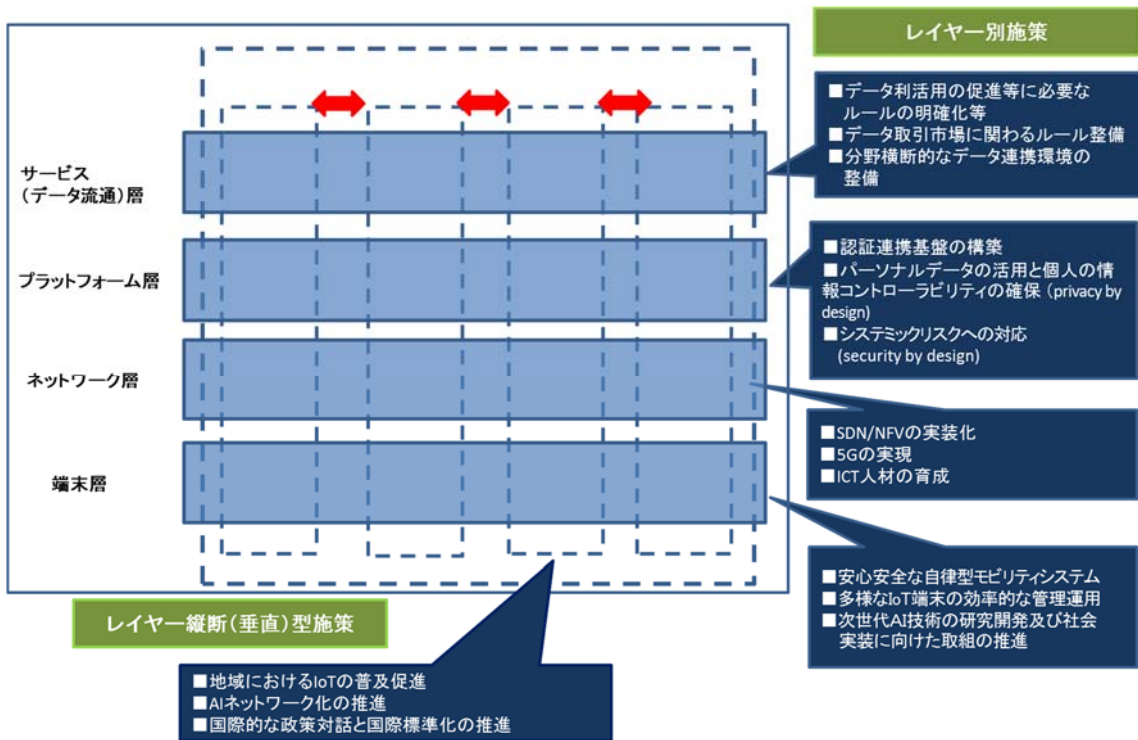 レイヤー別施策
■データ利活用の促進等に必要な
ルールの明確化等
■データ取引市場に関わるルール整備
■分野横断的なデータ連携環境の
整備
サービス
(データ流通)層
■認証連携基盤の構築
■パーソナルデータの活用と個人の情
報コントローラビリティの確保(privacy by
design)
■システミックリスクへの対応
(security by design)
プラットフォーム層
ネットワーク層
■SDN/NFVの実装化
■5Gの実現
■ICT人材の育成
端末層
■安心安全な自律型モビリティシステム
■多様なIoT端末の効率的な管理運用
■次世代AI技術の研究開発及び社会
実装に向けた取組の推進
レイヤー縦断(垂直)型施策
■地域におけるIoTの普及促進
■AIネットワーク化の推進
■国際的な政策対話と国際標準化の推進